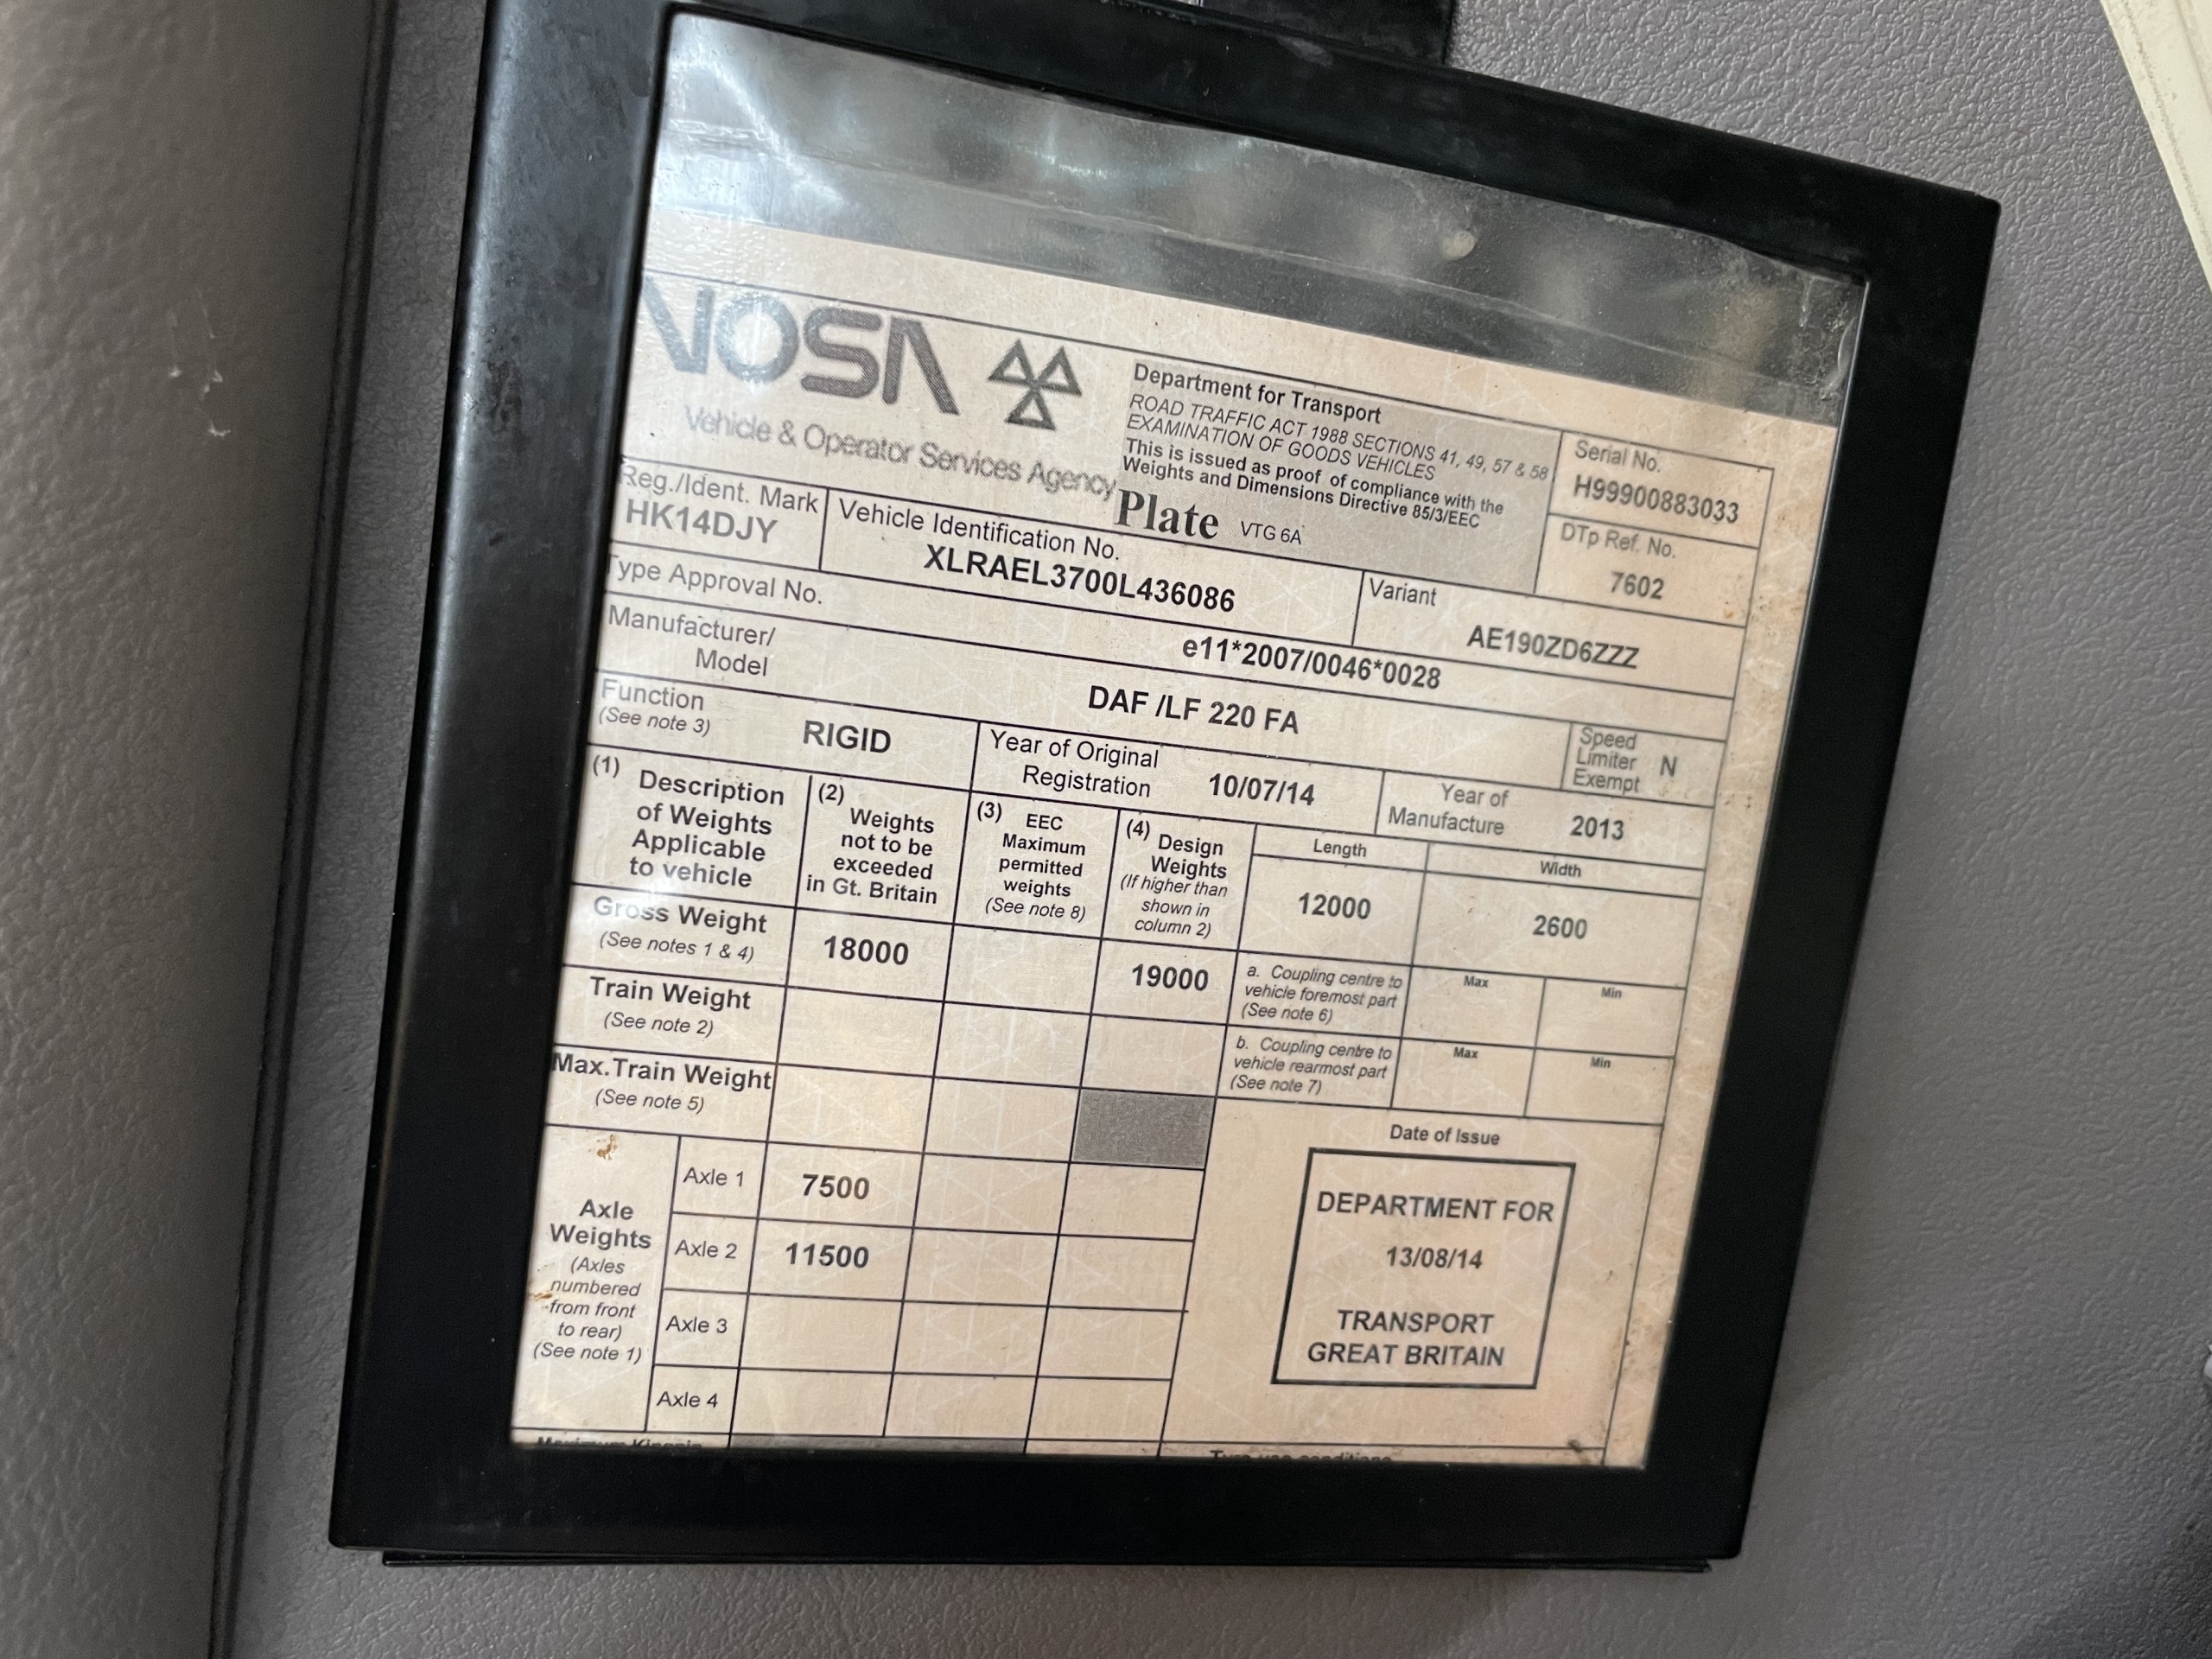 VOSA
Vehicle & Operator Services Agency
Department for Transport
ROAD TRAFFIC ACT 1988 SECTIONS 41, 49, 57 & 58
EXAMINATION OF GOODS VEHICLES
This is issued as proof of compliance with the
Weights and Dimensions Directive 85/3/EEC
Plate VTG 6A
Serial No.
H99900883033
DTp Ref. No.
7602
Reg./Ident. Mark
HK14DJY
Vehicle Identification No.
XLRAEL3700L436086
Variant
AE190ZD6ZZZ
Type Approval No.
e11*2007/0046*0028
Manufacturer/
Model
DAF /LF 220 FA
Speed
Limiter
Exempt
N
Function
(See note 3)
RIGID
Year of Original
Registration
10/07/14
Year of
Manufacture
2013
(1) Description
of Weights
Applicable
to vehicle
(2) Weights
not to be
exceeded
in Gt. Britain
(3) EEC
Maximum
permitted
weights
(See note 8)
(4) Design
Weights
(If higher than
shown in
column 2)
Length
12000
Width
2600
Gross Weight
(See notes 1 & 4)
18000
19000
a. Coupling centre to
vehicle foremost part
(See note 6)
Max
Min
Train Weight
(See note 2)
b. Coupling centre to
vehicle rearmost part
(See note 7)
Max
Min
Max.Train Weight
(See note 5)
Axle
Weights
(Axles
numbered
from front
to rear)
(See note 1)
Axle 1
7500
Axle 2
11500
Axle 3
Axle 4
Date of Issue
DEPARTMENT FOR
13/08/14
TRANSPORT
GREAT BRITAIN